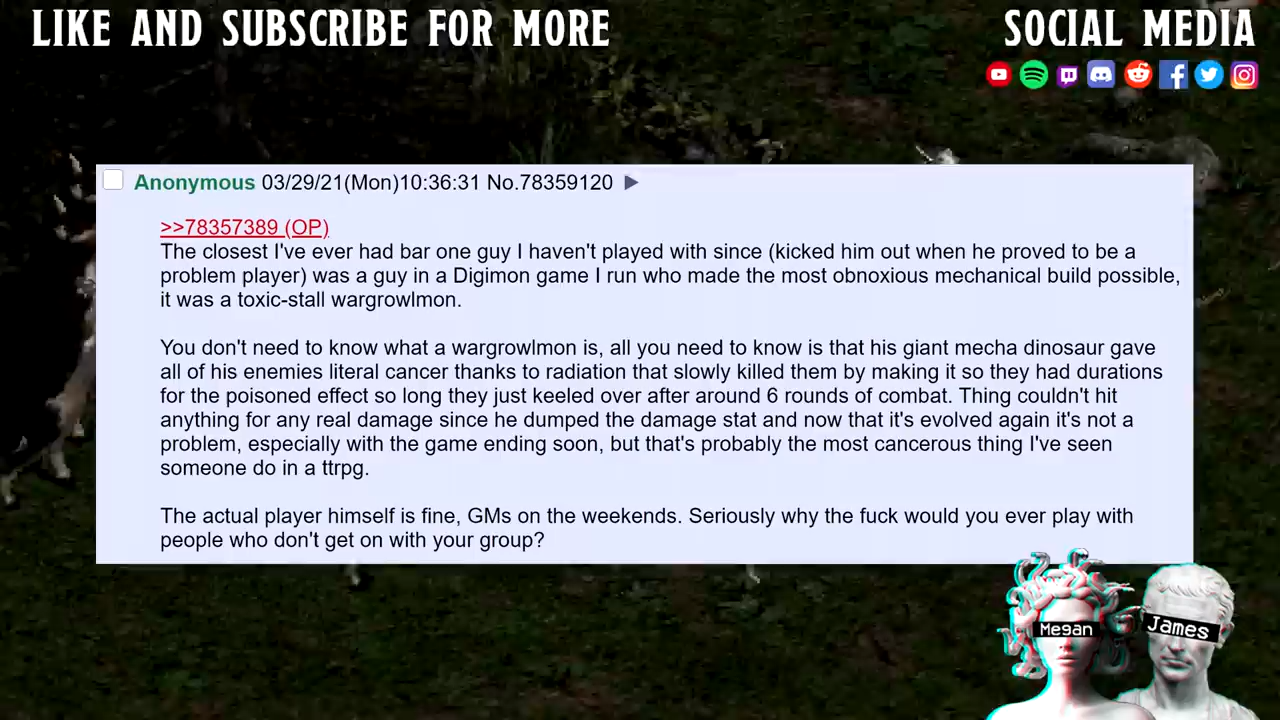 LIKE AND SUBSCRIBE FOR MORE
SOCIAL MEDIA
Anonymous 03/29/21(Mon)10:36:31 No.78359120
>>78357389 (OP)
The closest I've ever had bar one guy I haven't played with since (kicked him out when he proved to be a
problem player) was a guy in a Digimon game I run who made the most obnoxious mechanical build possible,
it was a toxic-stall wargrowlmon.
You don't need to know what a wargrowlmon is, all you need to know is that his giant mecha dinosaur gave
all of his enemies literal cancer thanks to radiation that slowly killed them by making it so they had durations
for the poisoned effect so long they just keeled over after around 6 rounds of combat. Thing couldn't hit
anything for any real damage since he dumped the damage stat and now that it's evolved again it's not a
problem, especially with the game ending soon, but that's probably the most cancerous thing I've seen
someone do in a ttrpg.
The actual player himself is fine, GMs on the weekends. Seriously why the fuck would you ever play with
people who don't get on with your group?
Megan
James